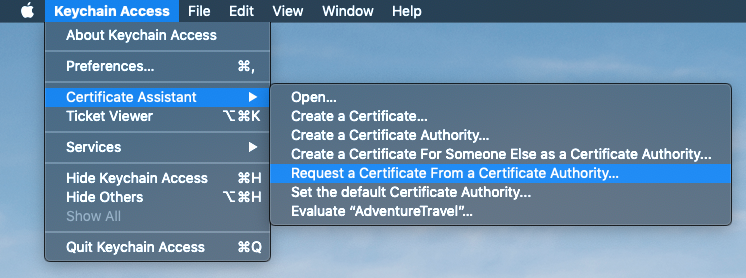 Keychain Access File Edit View Window Help
About Keychain Access
Preferences... ⌘,
Certificate Assistant ▶
Ticket Viewer ⌥⌘K
Services ▶
Hide Keychain Access ⌘H
Hide Others ⌥⌘H
Show All
Quit Keychain Access ⌘Q
Open...
Create a Certificate...
Create a Certificate Authority...
Create a Certificate For Someone Else as a Certificate Authority...
Request a Certificate From a Certificate Authority...
Set the default Certificate Authority...
Evaluate “AdventureTravel”...